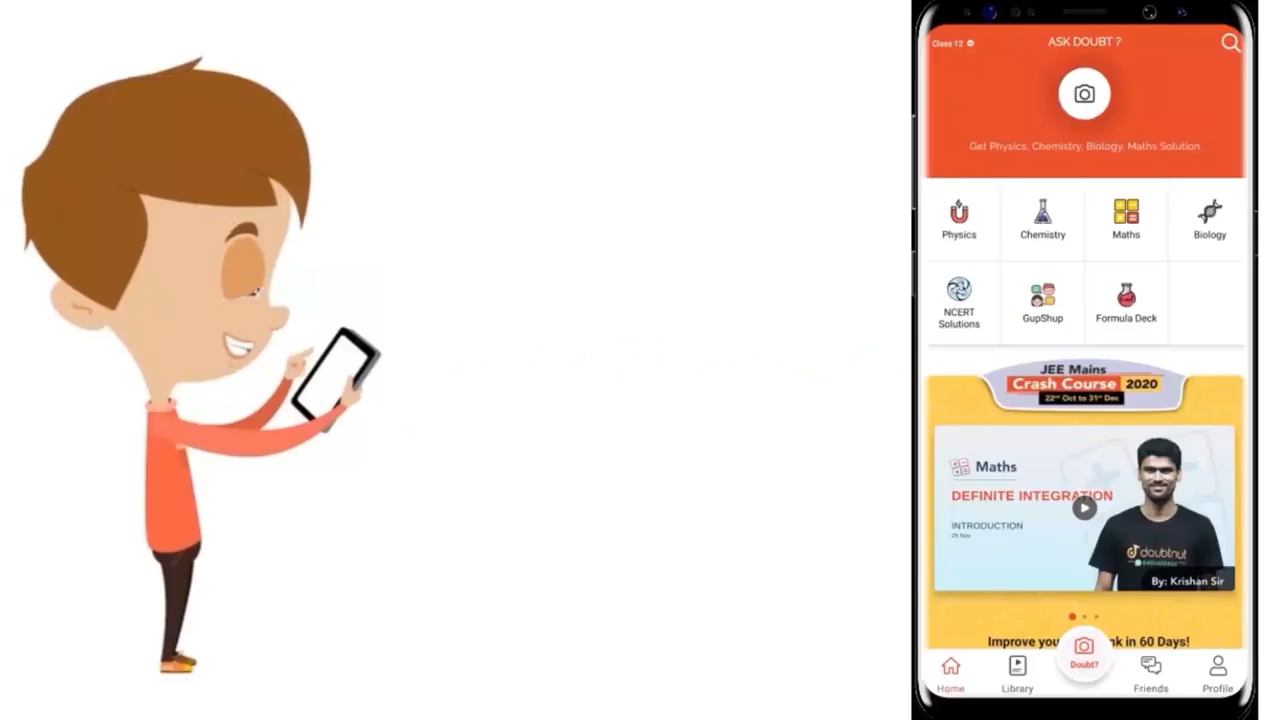 Class 12
ASK DOUBT ?
Get Physics, Chemistry, Biology, Maths Solution
Physics
Chemistry
Maths
Biology
NCERT
Solutions
GupShup
Formula Deck
JEE Mains
Crash Course 2020
22nd Oct to 31st Dec
Maths
DEFINITE INTEGRATION
INTRODUCTION
doubtnut
By: Krishan Sir
Improve you nk in 60 Days!
Doubt?
Home
Library
Friends
Profile